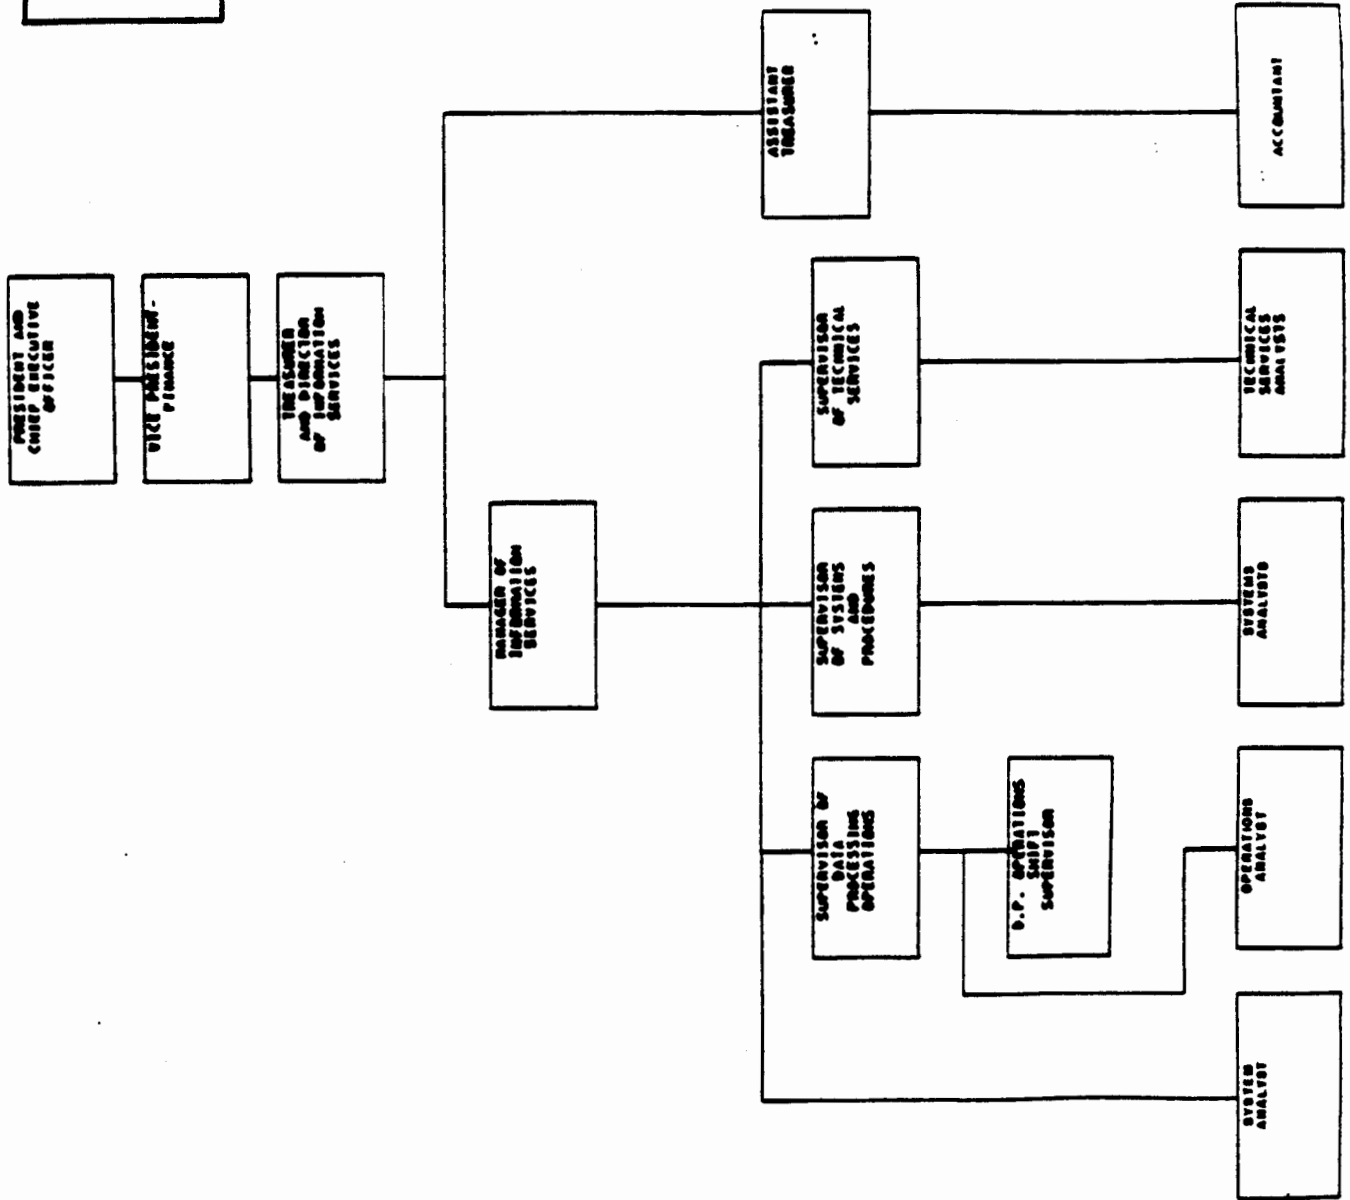 PRESIDENT AND
CHIEF EXECUTIVE
OFFICER
VICE PRESIDENT-
FINANCE
TREASURER
AND DIRECTOR
OF INFORMATION
SERVICES
MANAGER OF
INFORMATION
SERVICES
ASSISTANT
TREASURER
SUPERVISOR OF
DATA
PROCESSING
OPERATIONS
SUPERVISOR
OF SYSTEMS
AND
PROCEDURES
SUPERVISOR
OF TECHNICAL
SERVICES
D.P. OPERATIONS
SHIFT
SUPERVISOR
SYSTEM
ANALYST
OPERATIONS
ANALYST
SYSTEMS
ANALYSTS
TECHNICAL
SERVICES
ANALYSTS
ACCOUNTANT